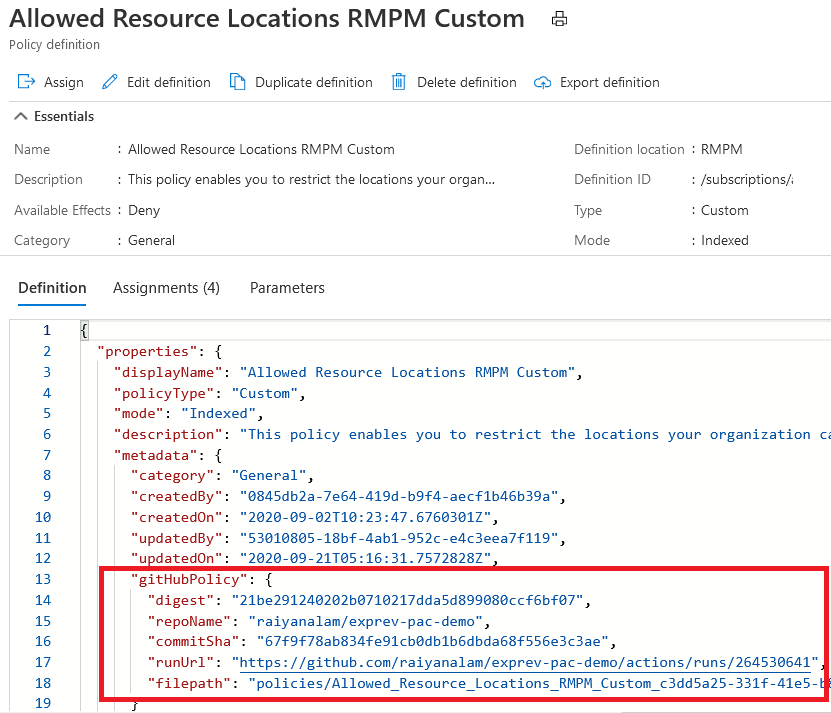 Allowed Resource Locations RMPM Custom
Policy definition
Assign Edit definition Duplicate definition Delete definition Export definition
Essentials
Name : Allowed Resource Locations RMPM Custom Definition location : RMPM
Description : This policy enables you to restrict the locations your organ... Definition ID : /subscriptions/
Available Effects : Deny Type : Custom
Category : General Mode : Indexed
Definition Assignments (4) Parameters
1 {
2 "properties": {
3 "displayName": "Allowed Resource Locations RMPM Custom",
4 "policyType": "Custom",
5 "mode": "Indexed",
6 "description": "This policy enables you to restrict the locations your organization ca
7 "metadata": {
8 "category": "General",
9 "createdBy": "0845db2a-7e64-419d-b9f4-aecf1b46b39a",
10 "createdOn": "2020-09-02T10:23:47.6760301Z",
11 "updatedBy": "53010805-18bf-4ab1-952c-e4c3eea7f119",
12 "updatedOn": "2020-09-21T05:16:31.7572828Z",
13 "gitHubPolicy": {
14 "digest": "21be291240202b0710217dda5d899080ccf6bf07",
15 "repoName": "raiyanalam/exprev-pac-demo",
16 "commitSha": "67f9f78ab834fe91cb0db1b6dbda68f556e3c3ae",
17 "runUrl": "https://github.com/raiyanalam/exprev-pac-demo/actions/runs/264530641",
18 "filepath": "policies/Allowed_Resource_Locations_RMPM_Custom_c3dd5a25-331f-41e5-b
19 }